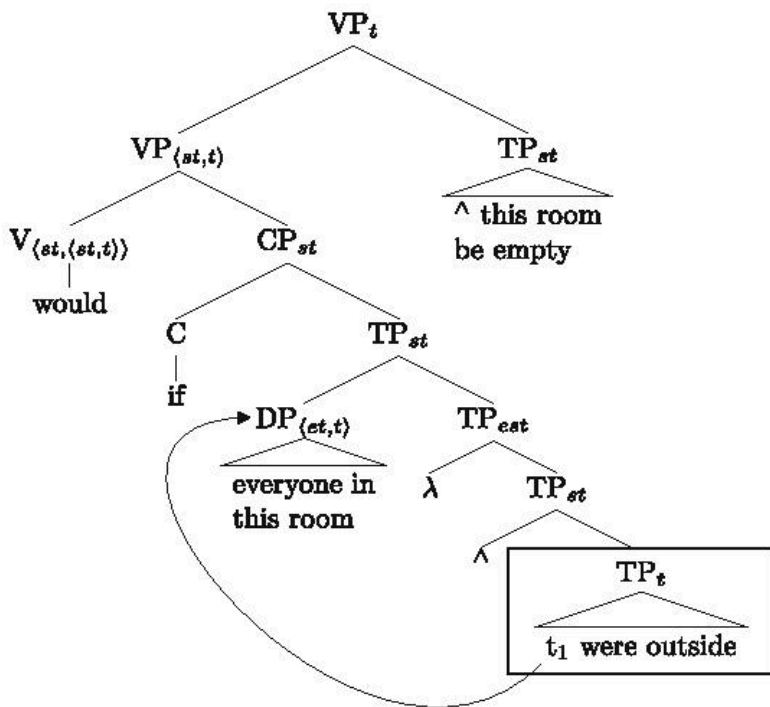 VP_t
VP_⟨st,t⟩ TP_st
^ this room
be empty
V_⟨st,⟨st,t⟩⟩ CP_st
would
C TP_st
if
DP_⟨et,t⟩ TP_est
everyone in
this room
λ TP_st
^ TP_t
t_1 were outside